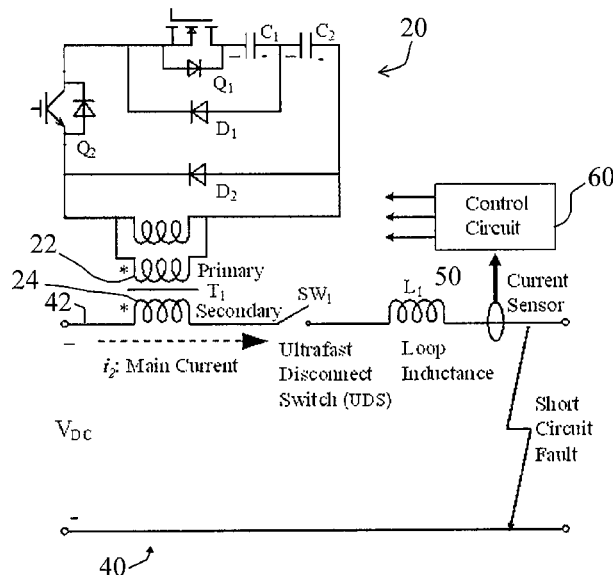 C₁
C₂
20
Q₁
D₁
Q₂
D₂
60
Control
Circuit
22
* Primary
T₁
24
* Secondary
42
SW₁
L₁
50
Current
Sensor
i₂: Main Current
Ultrafast
Disconnect
Switch (UDS)
Loop
Inductance
Short
Circuit
Fault
V_DC
40